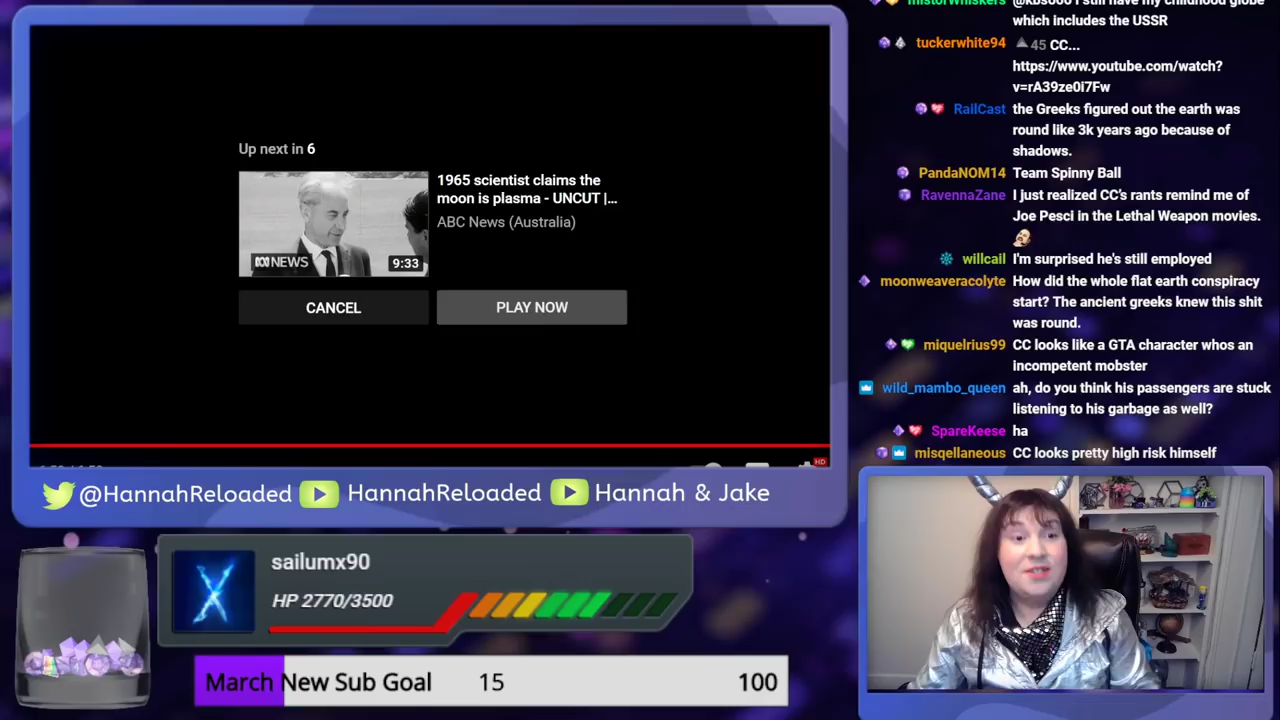 Up next in 6
1965 scientist claims the
moon is plasma - UNCUT |...
ABC News (Australia)
NEWS
9:33
CANCEL
PLAY NOW
HD
@HannahReloaded
HannahReloaded
Hannah & Jake
sailumx90
HP 2770/3500
March New Sub Goal 15 100
which includes the USSR
tuckerwhite94 45 CC...
https://www.youtube.com/watch?
v=rA39ze0i7Fw
RailCast the Greeks figured out the earth was
round like 3k years ago because of
shadows.
PandaNOM14 Team Spinny Ball
RavennaZane I just realized CC's rants remind me of
Joe Pesci in the Lethal Weapon movies.
willcail I'm surprised he's still employed
moonweaveracolyte How did the whole flat earth conspiracy
start? The ancient greeks knew this shit
was round.
miquelrius99 CC looks like a GTA character whos an
incompetent mobster
wild_mambo_queen ah, do you think his passengers are stuck
listening to his garbage as well?
SpareKeese ha
misqellaneous CC looks pretty high risk himself